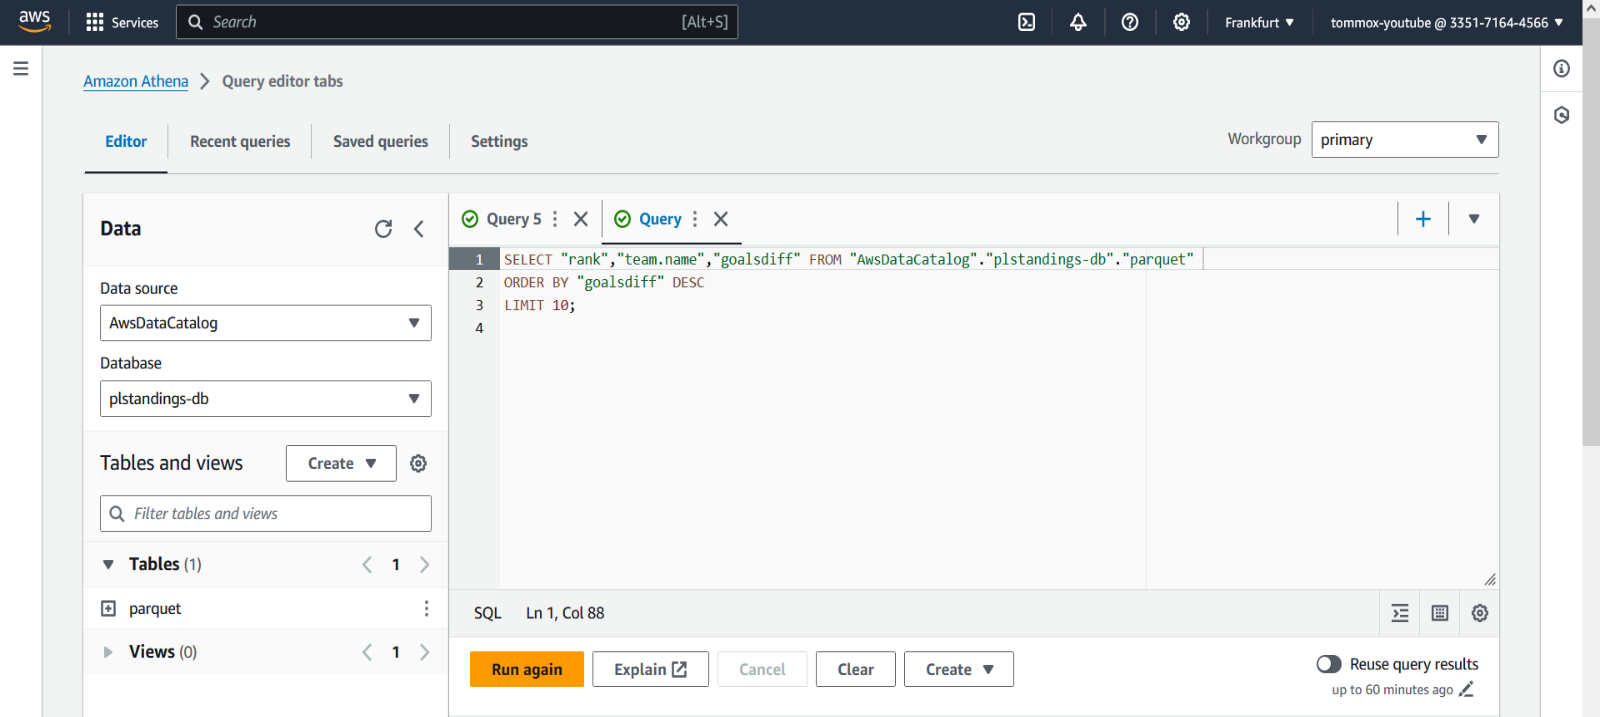 aws
Services
Search
[Alt+S]
Frankfurt
tommox-youtube @ 3351-7164-4566
Amazon Athena
Query editor tabs
Editor
Recent queries
Saved queries
Settings
Workgroup
primary
Data
Data source
AwsDataCatalog
Database
plstandings-db
Tables and views
Create
Filter tables and views
Tables (1)
1
parquet
Views (0)
1
Query 5
Query
1 SELECT "rank","team.name","goalsdiff" FROM "AwsDataCatalog"."plstandings-db"."parquet"
2 ORDER BY "goalsdiff" DESC
3 LIMIT 10;
4
SQL
Ln 1, Col 88
Run again
Explain
Cancel
Clear
Create
Reuse query results
up to 60 minutes ago